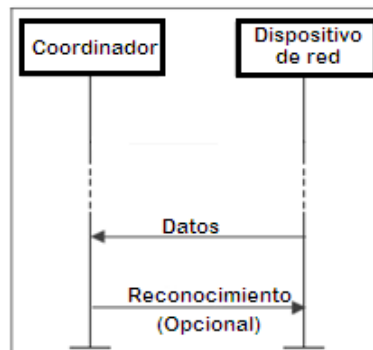 Coordinador
Dispositivo
de red
Datos
Reconocimiento
(Opcional)